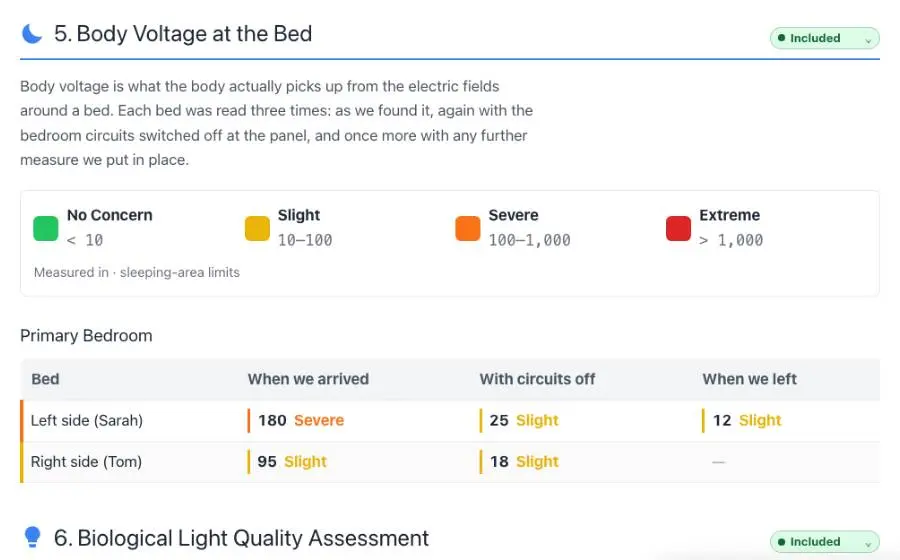 5. Body Voltage at the Bed
Included
Body voltage is what the body actually picks up from the electric fields
around a bed. Each bed was read three times: as we found it, again with the
bedroom circuits switched off at the panel, and once more with any further
measure we put in place.
No Concern
< 10
Slight
10–100
Severe
100–1,000
Extreme
> 1,000
Measured in · sleeping-area limits
Primary Bedroom
Bed When we arrived With circuits off When we left
Left side (Sarah) 180 Severe 25 Slight 12 Slight
Right side (Tom) 95 Slight 18 Slight —
6. Biological Light Quality Assessment
Included